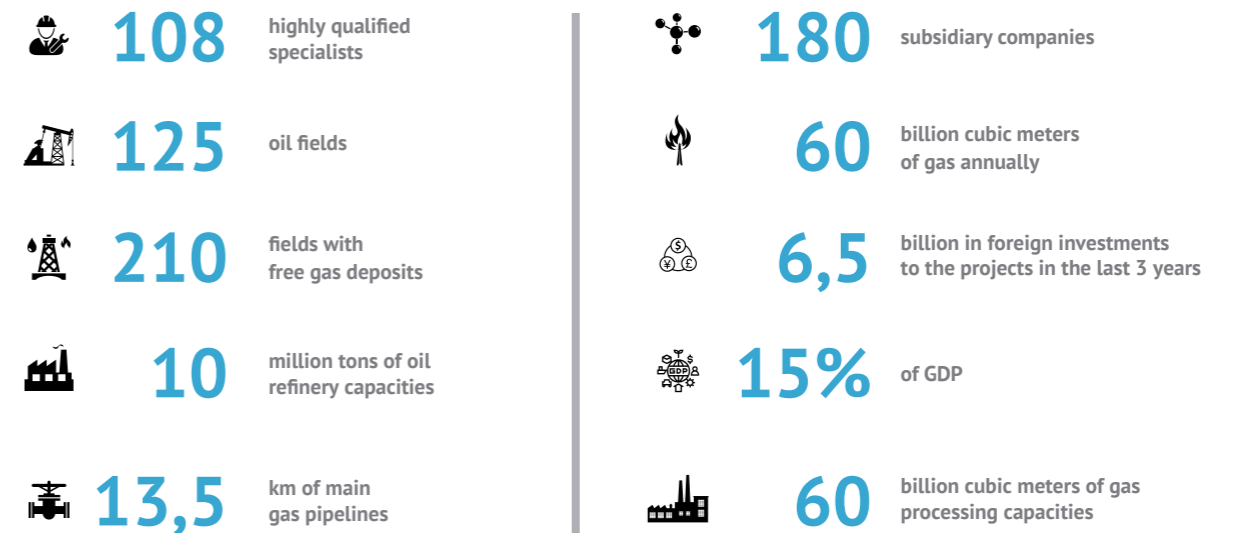 108
highly qualified
specialists
125
oil fields
210
fields with
free gas deposits
10
million tons of oil
refinery capacities
13,5
km of main
gas pipelines
180
subsidiary companies
60
billion cubic meters
of gas annually
$
¥ £
6,5
billion in foreign investments
to the projects in the last 3 years
$
GDP
15%
of GDP
60
billion cubic meters of gas
processing capacities